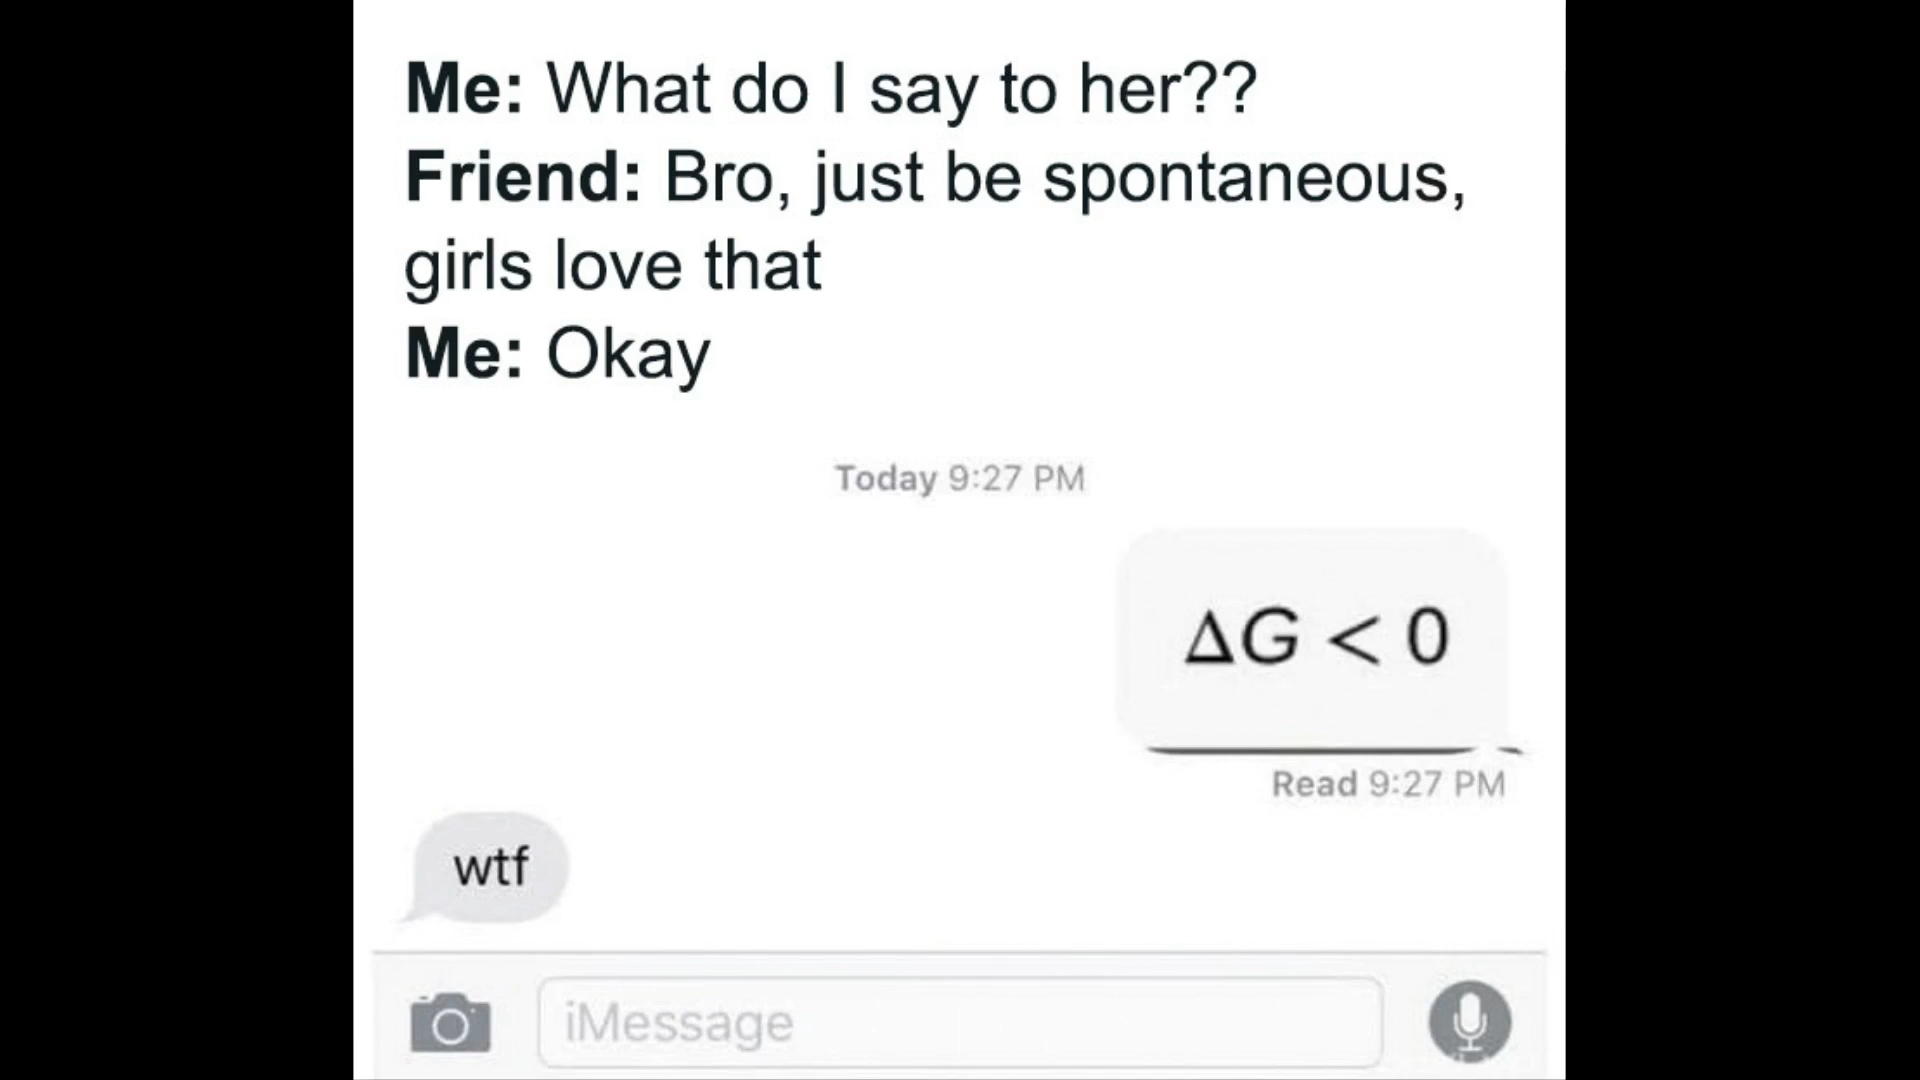 Me: What do I say to her??
Friend: Bro, just be spontaneous,
girls love that
Me: Okay
Today 9:27 PM
ΔG < 0
Read 9:27 PM
wtf
iMessage